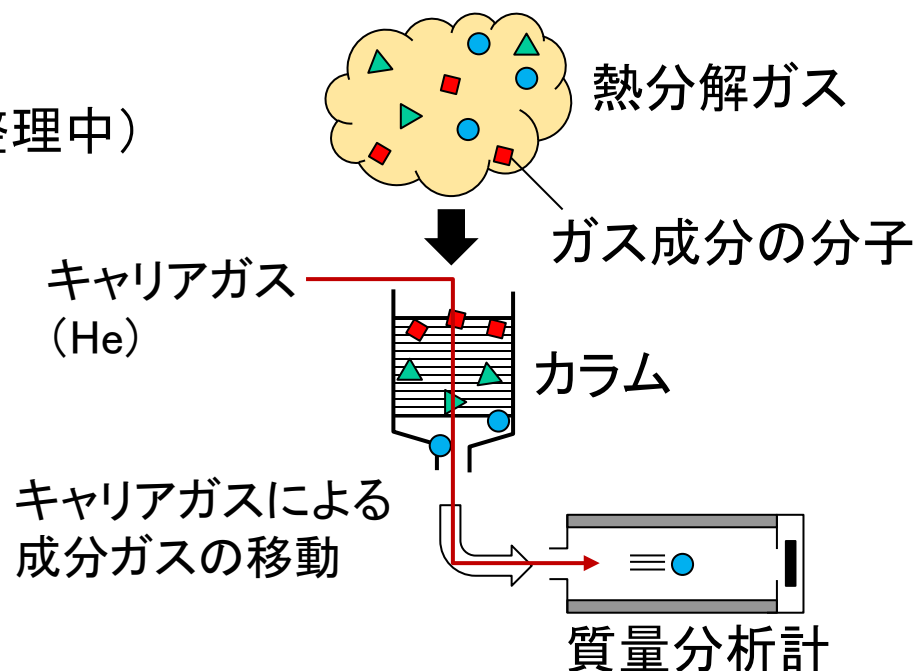 熱分解ガス
整理中）
ガス成分の分子
キャリアガス
（He）
カラム
キャリアガスによる
成分ガスの移動
質量分析計